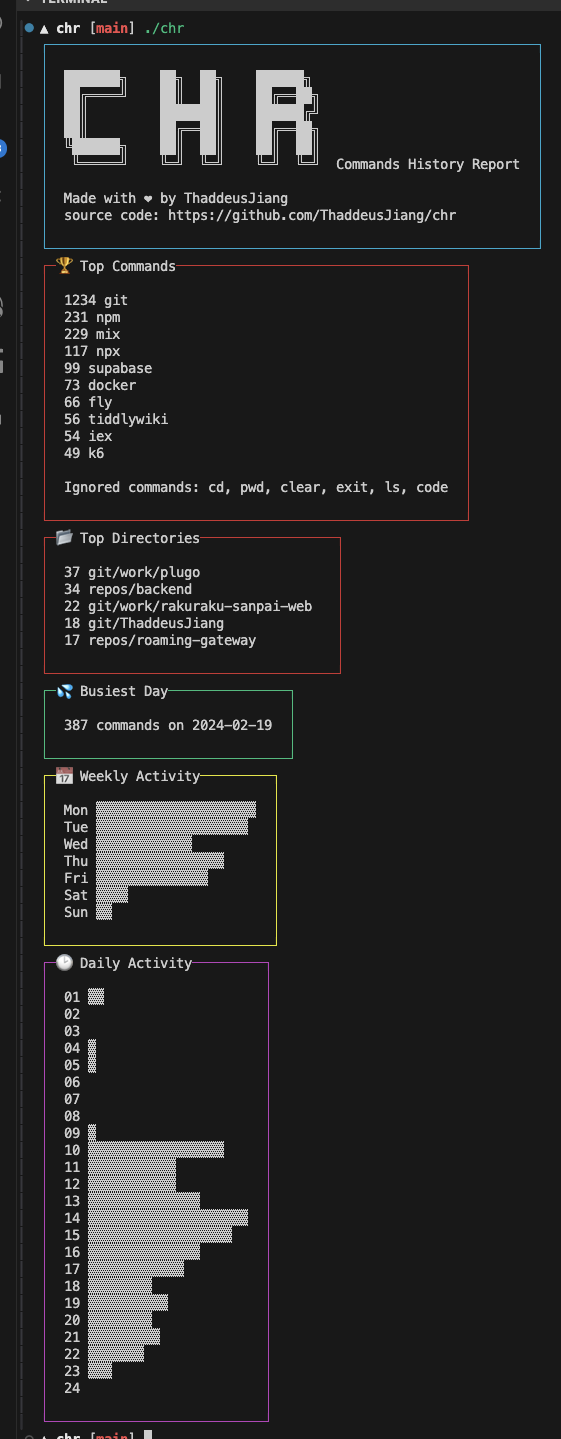 TERMINAL
▲ chr [main] ./chr
CHR Commands History Report
Made with ❤ by ThaddeusJiang
source code: https://github.com/ThaddeusJiang/chr
🏆 Top Commands
1234 git
231 npm
229 mix
117 npx
99 supabase
73 docker
66 fly
56 tiddlywiki
54 iex
49 k6
Ignored commands: cd, pwd, clear, exit, ls, code
📂 Top Directories
37 git/work/plugo
34 repos/backend
22 git/work/rakuraku-sanpai-web
18 git/ThaddeusJiang
17 repos/roaming-gateway
💦 Busiest Day
387 commands on 2024-02-19
📅 Weekly Activity
Mon
Tue
Wed
Thu
Fri
Sat
Sun
🕑 Daily Activity
01
02
03
04
05
06
07
08
09
10
11
12
13
14
15
16
17
18
19
20
21
22
23
24
▲ chr [main]